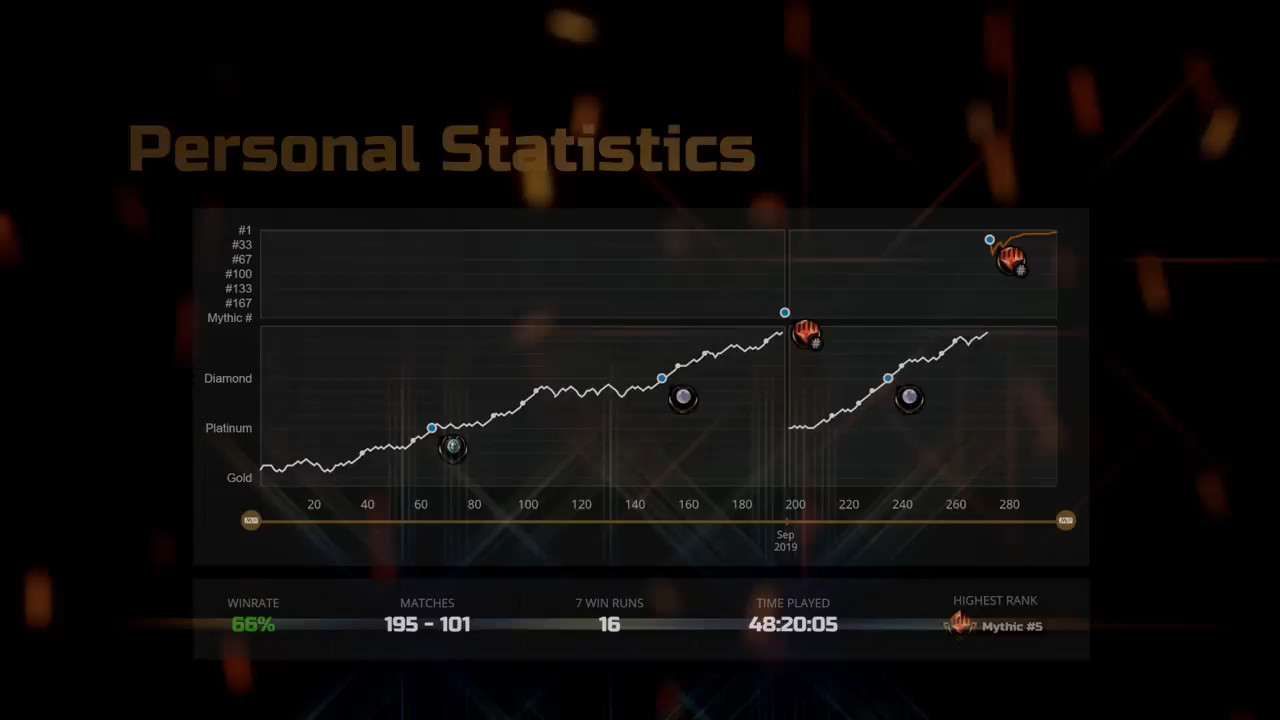 Personal Statistics
#1
#33
#67
#100
#133
#167
Mythic #
Diamond
Platinum
Gold
20 40 60 80 100 120 140 160 180 200 220 240 260 280
Sep
2019
WINRATE MATCHES 7 WIN RUNS TIME PLAYED HIGHEST RANK
66% 195 - 101 16 48:20:05 Mythic #5